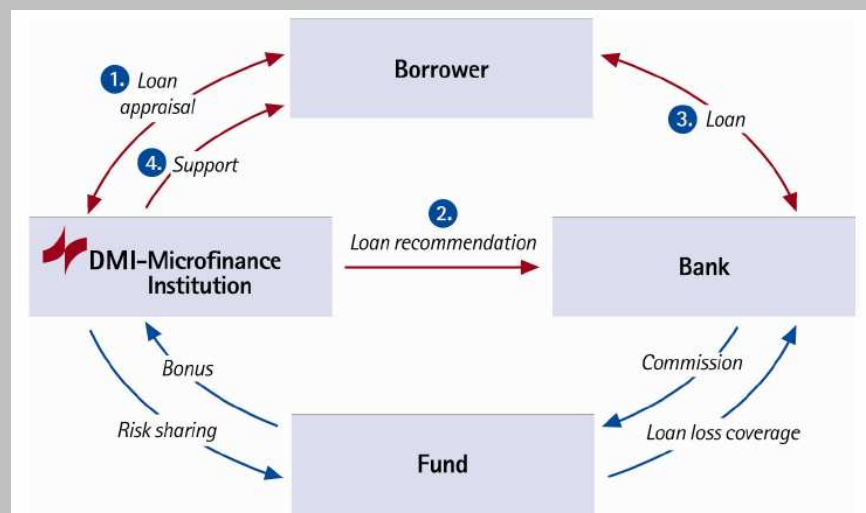 Borrower
1. Loan
appraisal
4. Support
3. Loan
2.
Loan recommendation
DMI-Microfinance
Institution
Bank
Bonus
Risk sharing
Commission
Loan loss coverage
Fund